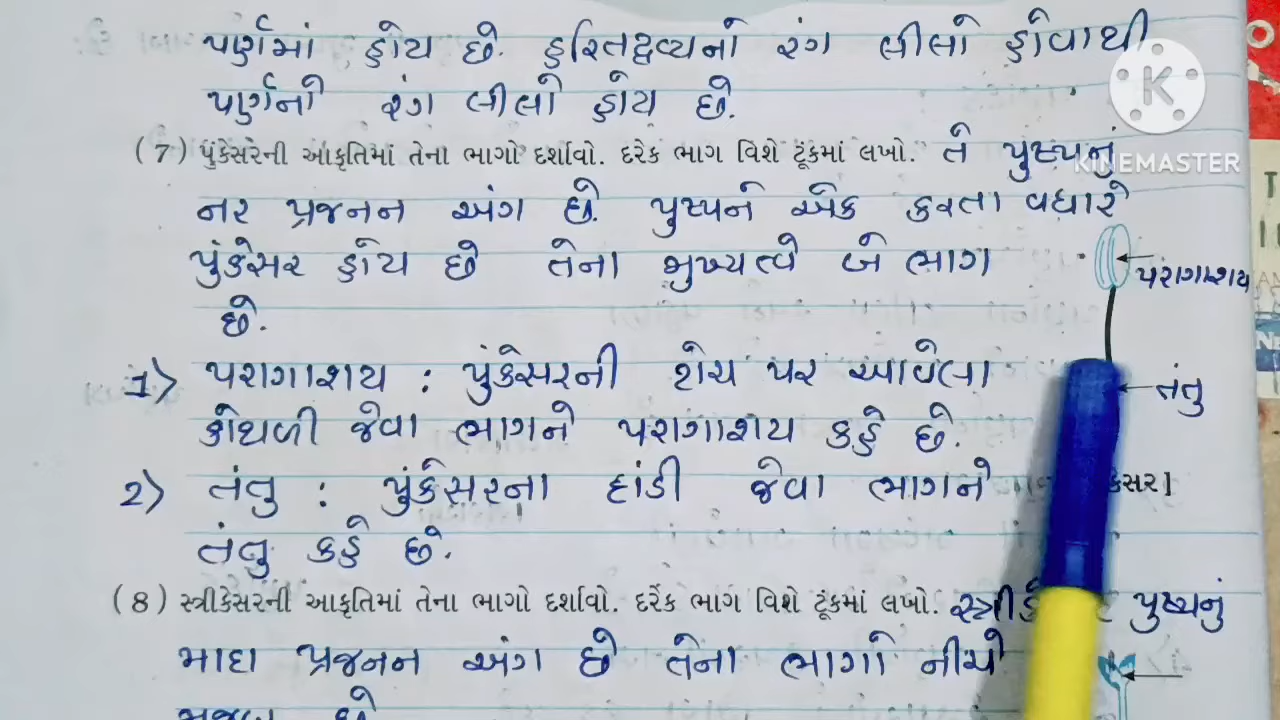 પર્ણમાં હોય છે. હરિતદ્રવ્યનો રંગ લીલો હોવાથી
પર્ણનો રંગ લીલો હોય છે.
K
KINEMASTER
(7) પુંકેસરેની આકૃતિમાં તેના ભાગો દર્શાવો. દરેક ભાગ વિશે ટૂંકમાં લખો. તે પુષ્પનું
નર પ્રજનન અંગ છે. પુષ્પને એક કરતા વધારે
પુંકેસર હોય છે તેના મુખ્યત્વે બે ભાગ
પરાગાશય
છે.
1) પરાગાશય : પુંકેસરની ટોચ પર આવેલા
તંતુ
કોથળી જેવા ભાગને પરાગાશય કહે છે.
2) તંતુ : પુંકેસરના દાંડી જેવા ભાગને
કેસર]
તંતુ કહે છે.
(8) સ્ત્રીકેસરની આકૃતિમાં તેના ભાગો દર્શાવો. દરેક ભાગ વિશે ટૂંકમાં લખો. પુષ્પનું
માદા પ્રજનન અંગ છે તેના ભાગો નીચે
છે